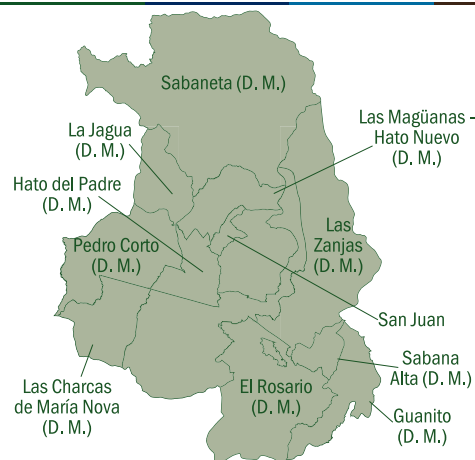 Sabaneta (D. M.)
Las Magüanas -
Hato Nuevo
(D. M.)
La Jagua
(D. M.)
Hato del Padre
(D. M.)
Pedro Corto
(D. M.)
Las
Zanjas
(D. M.)
San Juan
Sabana
Alta (D. M.)
Las Charcas
de María Nova
(D. M.)
El Rosario
(D. M.)
Guanito
(D. M.)